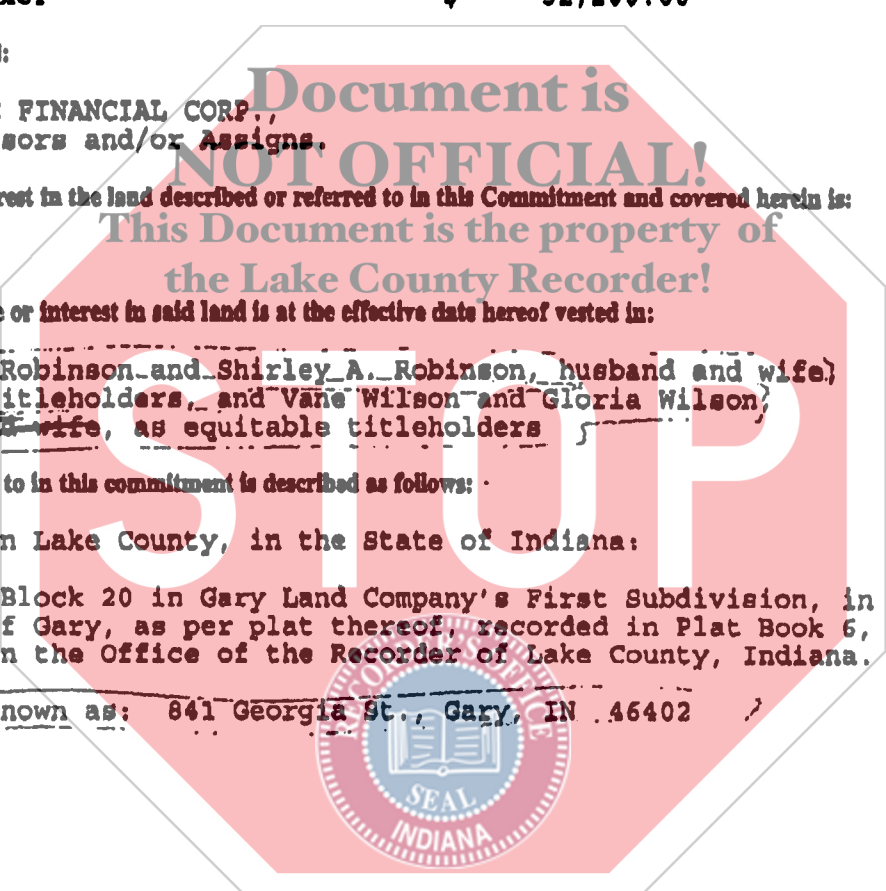 Document is
FINANCIAL CORP.,
sors and/or Assigns.
NOT OFFICIAL!
rest in the land described or referred to in this Commitment and covered herein is:
This Document is the property of
the Lake County Recorder!
or interest in said land is at the effective date hereof vested in:
Robinson and Shirley A. Robinson, husband and wife,
itleholders, and Vane Wilson and Gloria Wilson,
wife, as equitable titleholders
STOP
to in this commitment is described as follows:
n Lake County, in the State of Indiana:
Block 20 in Gary Land Company's First Subdivision, in
f Gary, as per plat thereof, recorded in Plat Book 6,
n the Office of the Recorder of Lake County, Indiana.
nown as: 841 Georgia St., Gary, IN 46402
RECORDER'S OFFICE
SEAL
INDIANA